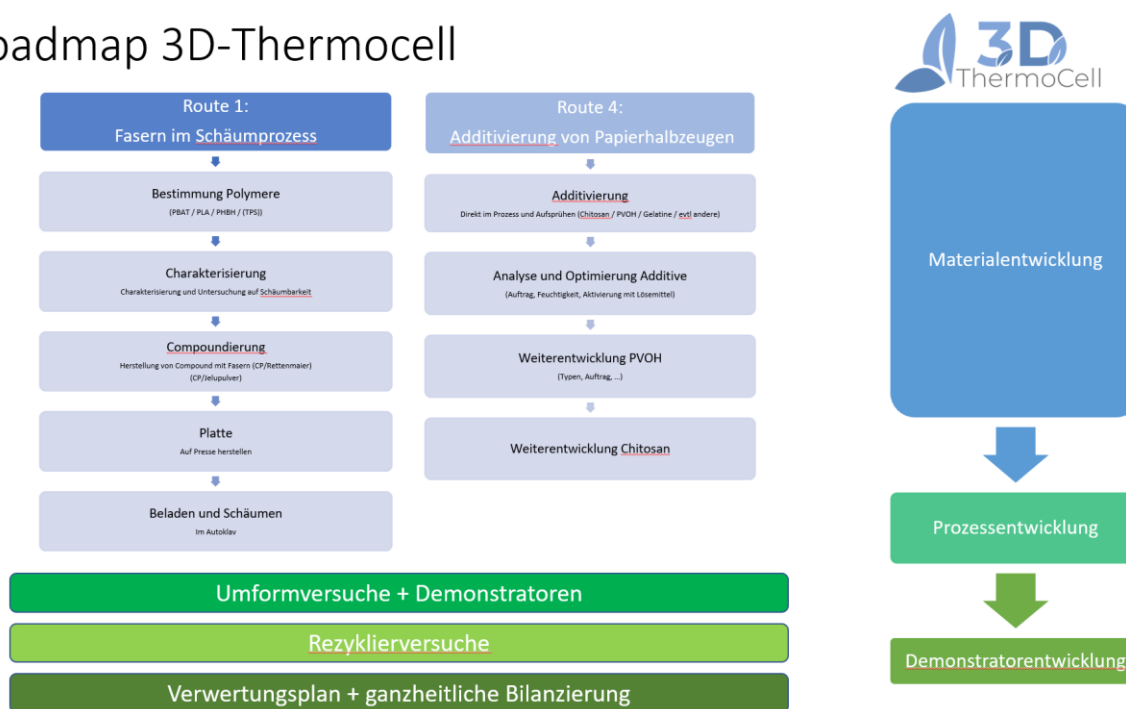 oadmap 3D-Thermocell
3D
ThermoCell
Route 1:
Fasern im Schäumprozess
Bestimmung Polymere
(PBAT / PLA / PHBH / (TPS))
Charakterisierung
Charakterisierung und Untersuchung auf Schäumbarkeit
Compoundierung
Herstellung von Compound mit Fasern (CP/Rettenmaier)
(CP/Jelupulver)
Platte
Auf Presse herstellen
Beladen und Schäumen
Im Autoklav
Route 4:
Additivierung von Papierhalbzeugen
Additivierung
Direkt im Prozess und Aufsprühen (Chitosan / PVOH / Gelatine / evtl andere)
Analyse und Optimierung Additive
(Auftrag, Feuchtigkeit, Aktivierung mit Lösemittel)
Weiterentwicklung PVOH
(Typen, Auftrag, ...)
Weiterentwicklung Chitosan
Umformversuche + Demonstratoren
Rezyklierversuche
Verwertungsplan + ganzheitliche Bilanzierung
Materialentwicklung
Prozessentwicklung
Demonstratorentwicklung